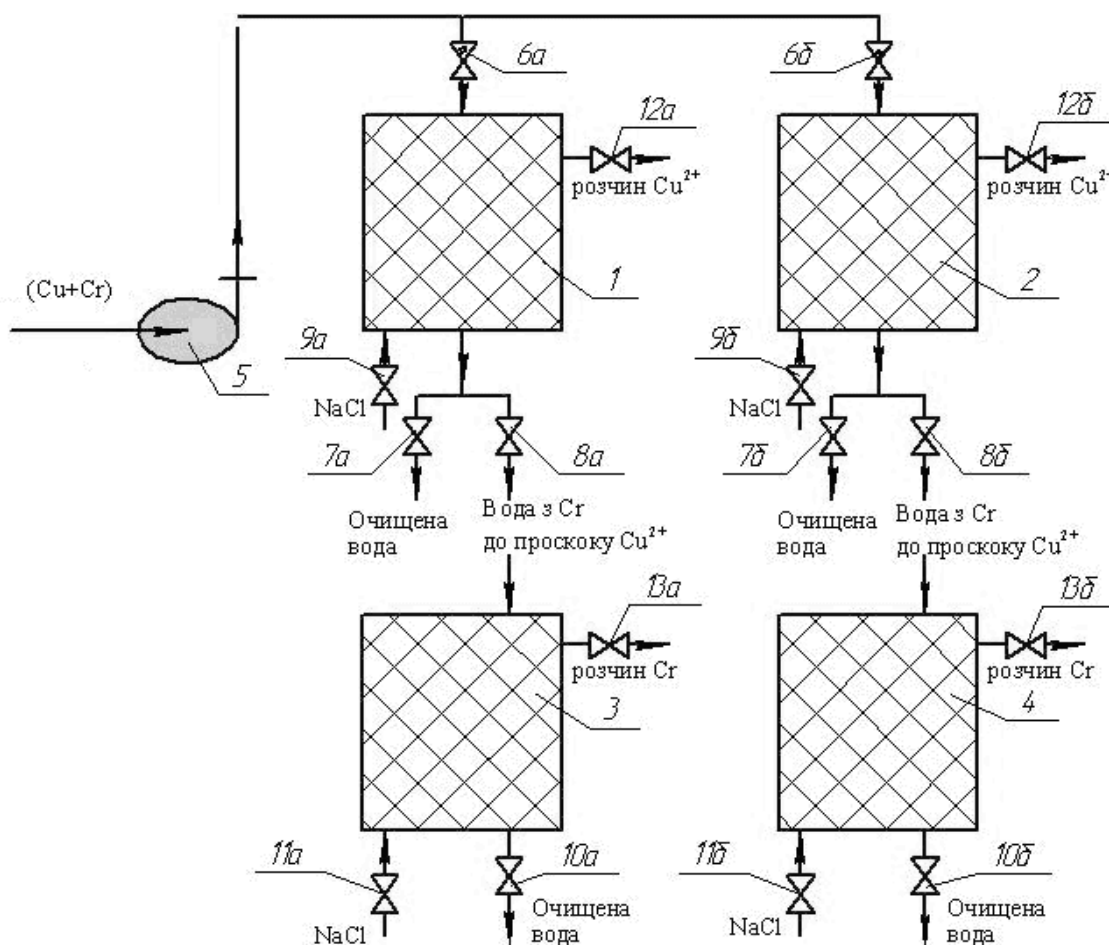 6а
6б
12а
12б
розчин Cu²⁺
розчин Cu²⁺
(Cu+Cr)
1
2
5
9а
9б
NaCl
NaCl
7а
8а
7б
8б
Очищена
вода
Вода з Cr
до проскоку Cu²⁺
Очищена
вода
Вода з Cr
до проскоку Cu²⁺
13а
13б
розчин Cr
розчин Cr
3
4
11а
10а
11б
10б
NaCl
Очищена
вода
NaCl
Очищена
вода